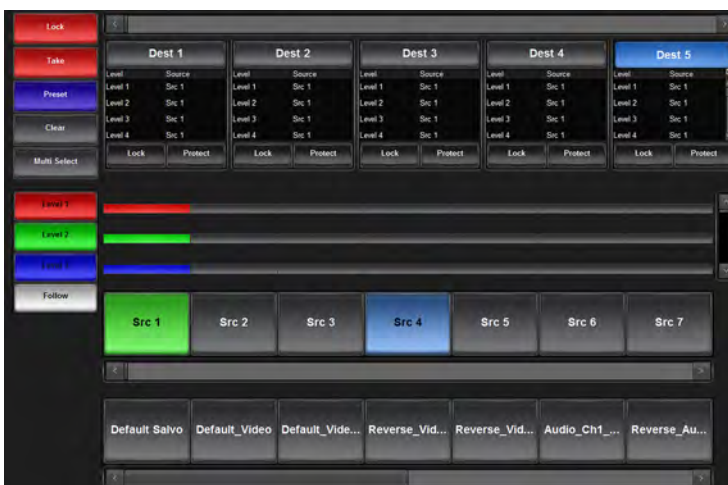 Lock
Take
Preset
Clear
Multi Select
Dest 1 Dest 2 Dest 3 Dest 4 Dest 5
Level Source Level Source Level Source Level Source Level Source
Level 1 Src 1 Level 1 Src 1 Level 1 Src 1 Level 1 Src 1 Level 1 Src 1
Level 2 Src 1 Level 2 Src 1 Level 2 Src 1 Level 2 Src 1 Level 2 Src 1
Level 3 Src 1 Level 3 Src 1 Level 3 Src 1 Level 3 Src 1 Level 3 Src 1
Level 4 Src 1 Level 4 Src 1 Level 4 Src 1 Level 4 Src 1 Level 4 Src 1
Lock Protect Lock Protect Lock Protect Lock Protect Lock Protect
Level 1
Level 2
Level 3
Follow
Src 1 Src 2 Src 3 Src 4 Src 5 Src 6 Src 7
Default Salvo Default_Video Default_Vide... Reverse_Vid... Reverse_Vid... Audio_Ch1_... Reverse_Au...